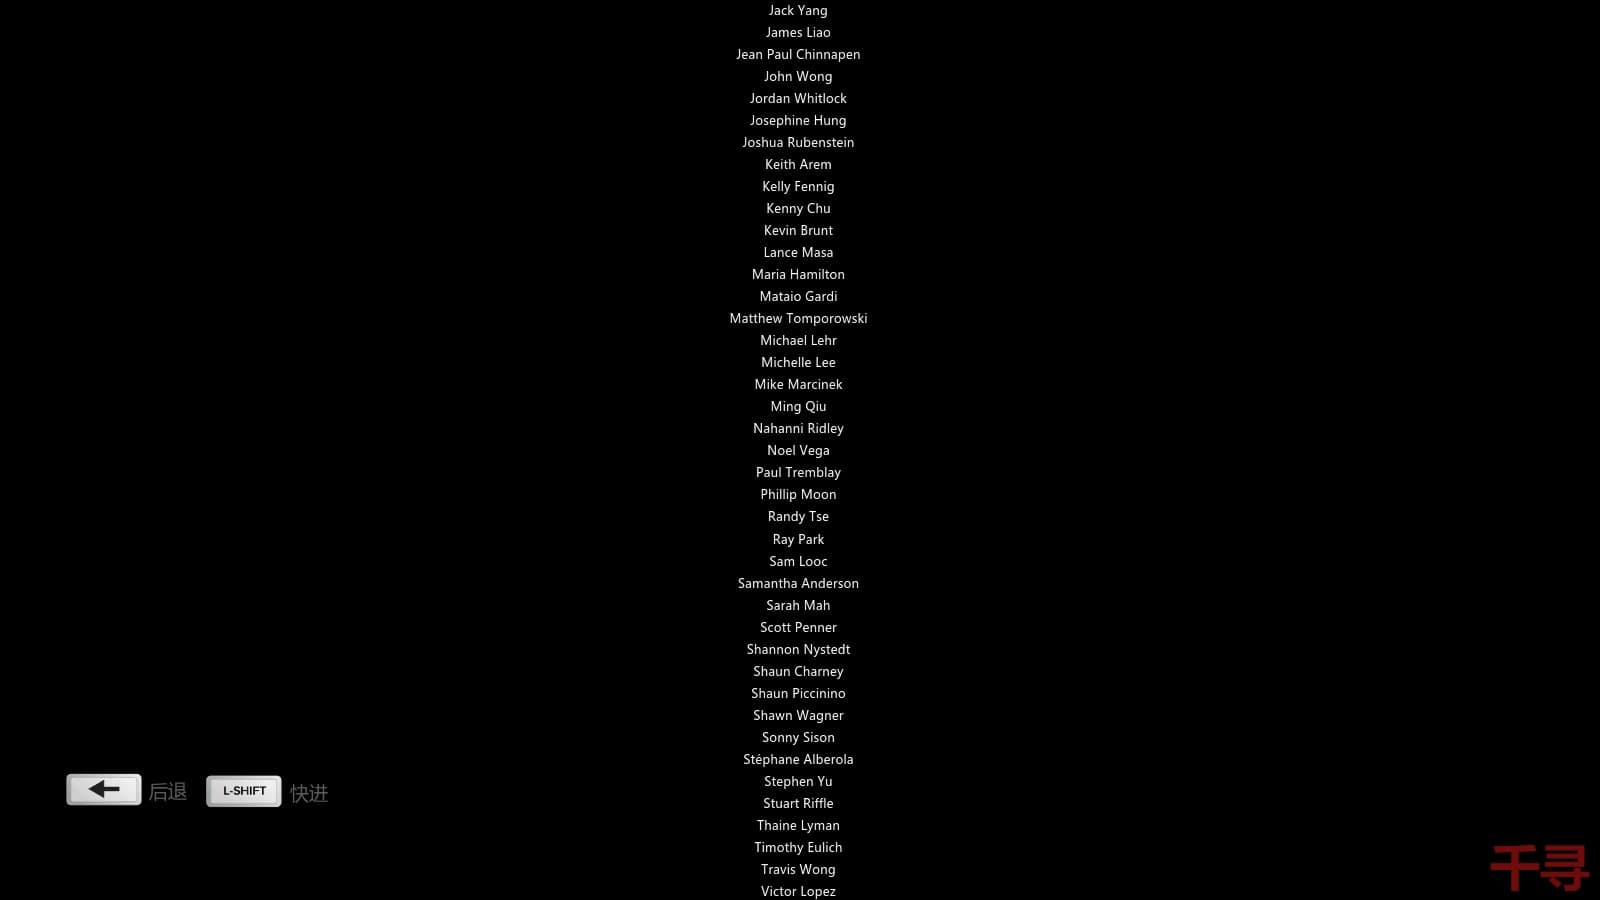 Jack Yang
James Liao
Jean Paul Chinnapen
John Wong
Jordan Whitlock
Josephine Hung
Joshua Rubenstein
Keith Arem
Kelly Fennig
Kenny Chu
Kevin Brunt
Lance Masa
Maria Hamilton
Mataio Gardi
Matthew Tomporowski
Michael Lehr
Michelle Lee
Mike Marcinek
Ming Qiu
Nahanni Ridley
Noel Vega
Paul Tremblay
Phillip Moon
Randy Tse
Ray Park
Sam Looc
Samantha Anderson
Sarah Mah
Scott Penner
Shannon Nystedt
Shaun Charney
Shaun Piccinino
Shawn Wagner
Sonny Sison
Stéphane Alberola
Stephen Yu
Stuart Riffle
Thaine Lyman
Timothy Eulich
Travis Wong
Victor Lopez
后退 L-SHIFT 快进
千寻